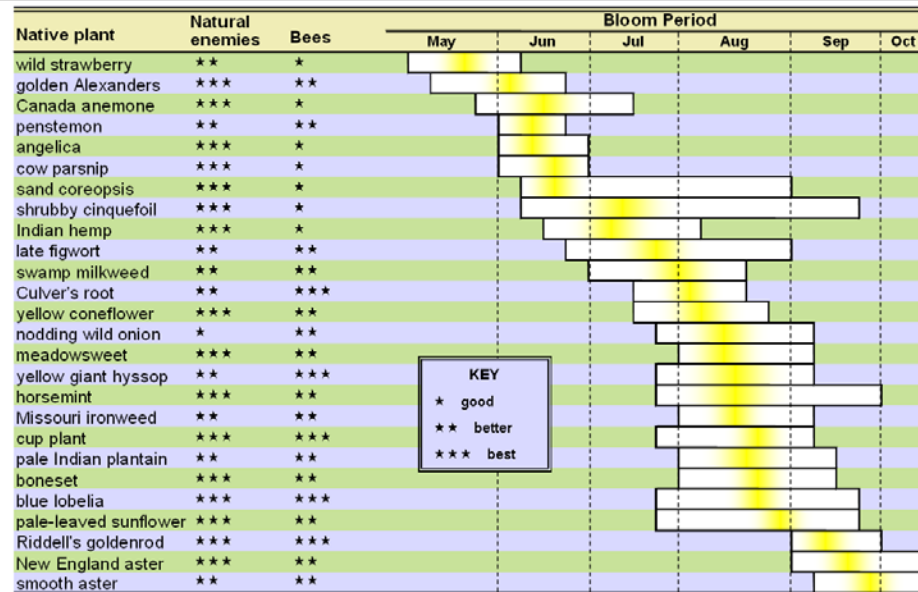 Native plant Natural enemies Bees Bloom Period
May Jun Jul Aug Sep Oct
wild strawberry ★★ ★
golden Alexanders ★★★ ★★
Canada anemone ★★★ ★
penstemon ★★ ★★
angelica ★★★ ★
cow parsnip ★★★ ★
sand coreopsis ★★★ ★
shrubby cinquefoil ★★★ ★
Indian hemp ★★★ ★
late figwort ★★ ★★
swamp milkweed ★★ ★★
Culver's root ★★ ★★★
yellow coneflower ★★★ ★★
nodding wild onion ★ ★★
meadowsweet ★★★ ★★
yellow giant hyssop ★★ ★★★
horsemint ★★★ ★★
Missouri ironweed ★★ ★★
cup plant ★★★ ★★★
pale Indian plantain ★★ ★★
boneset ★★★ ★★
blue lobelia ★★★ ★★★
pale-leaved sunflower ★★★ ★★
Riddell's goldenrod ★★★ ★★★
New England aster ★★★ ★★
smooth aster ★★ ★★
KEY
★ good
★★ better
★★★ best